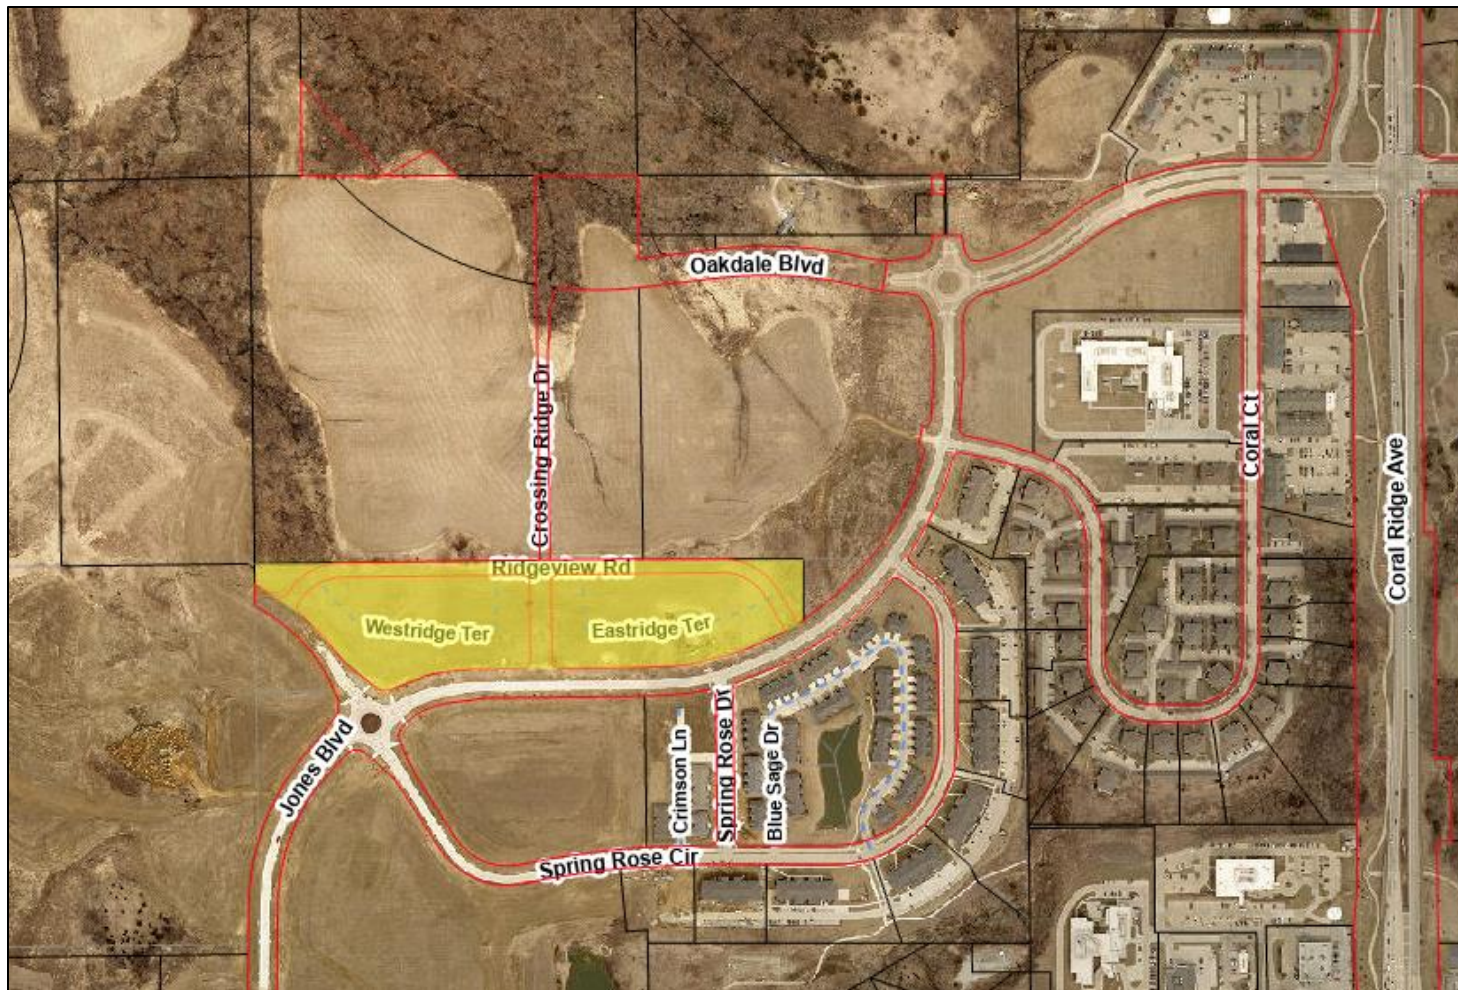 Oakdale Blvd
Crossing Ridge Dr
Coral Ct
Coral Ridge Ave
Ridgeview Rd
Westridge Ter
Eastridge Ter
Jones Blvd
Crimson Ln
Spring Rose Dr
Blue Sage Dr
Spring Rose Cir